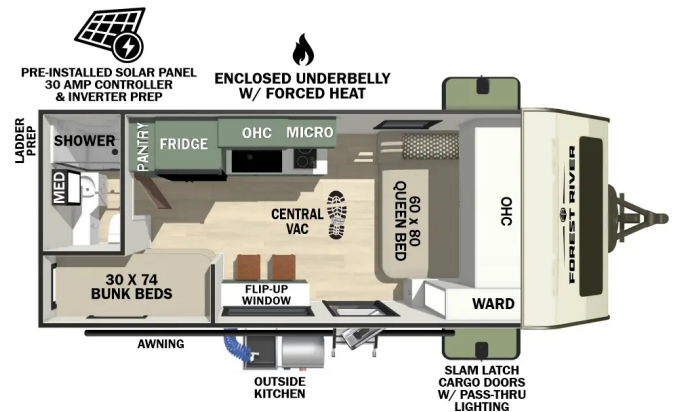 PRE-INSTALLED SOLAR PANEL
30 AMP CONTROLLER
& INVERTER PREP
ENCLOSED UNDERBELLY
W/ FORCED HEAT
LADDER
PREP
SHOWER
PANTRY
FRIDGE
OHC
MICRO
MED
CENTRAL
VAC
60 X 80
QUEEN BED
OHC
FOREST RIVER
30 X 74
BUNK BEDS
FLIP-UP
WINDOW
WARD
AWNING
OUTSIDE
KITCHEN
SLAM LATCH
CARGO DOORS
W/ PASS-THRU
LIGHTING